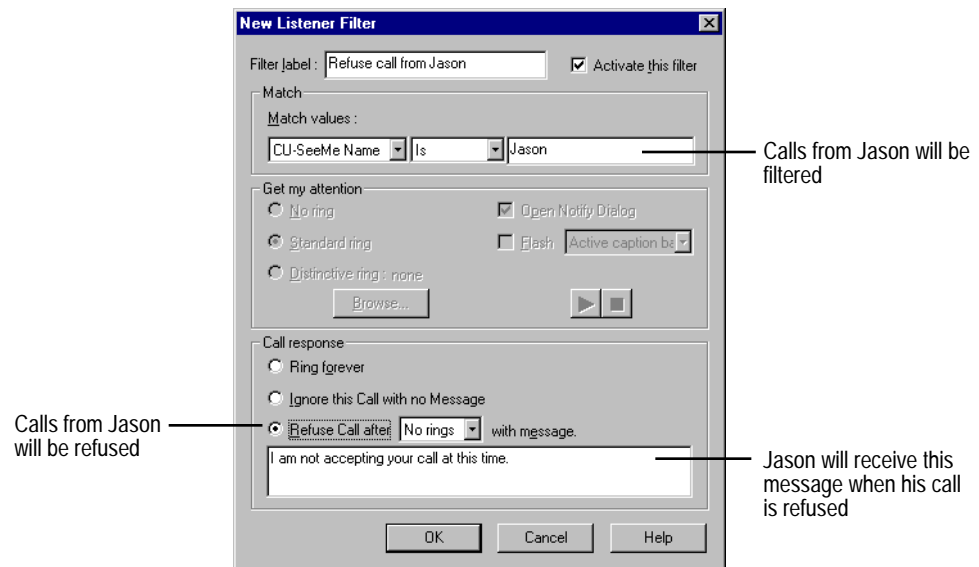 New Listener Filter
Filter label : Refuse call from Jason Activate this filter
Match
Match values :
CU-SeeMe Name Is Jason
Calls from Jason will be
filtered
Get my attention
No ring Open Notify Dialog
Standard ring Flash Active caption ba
Distinctive ring : none
Browse...
Call response
Ring forever
Ignore this Call with no Message
Calls from Jason
will be refused
Refuse Call after No rings with message.
I am not accepting your call at this time.
Jason will receive this
message when his call
is refused
OK Cancel Help